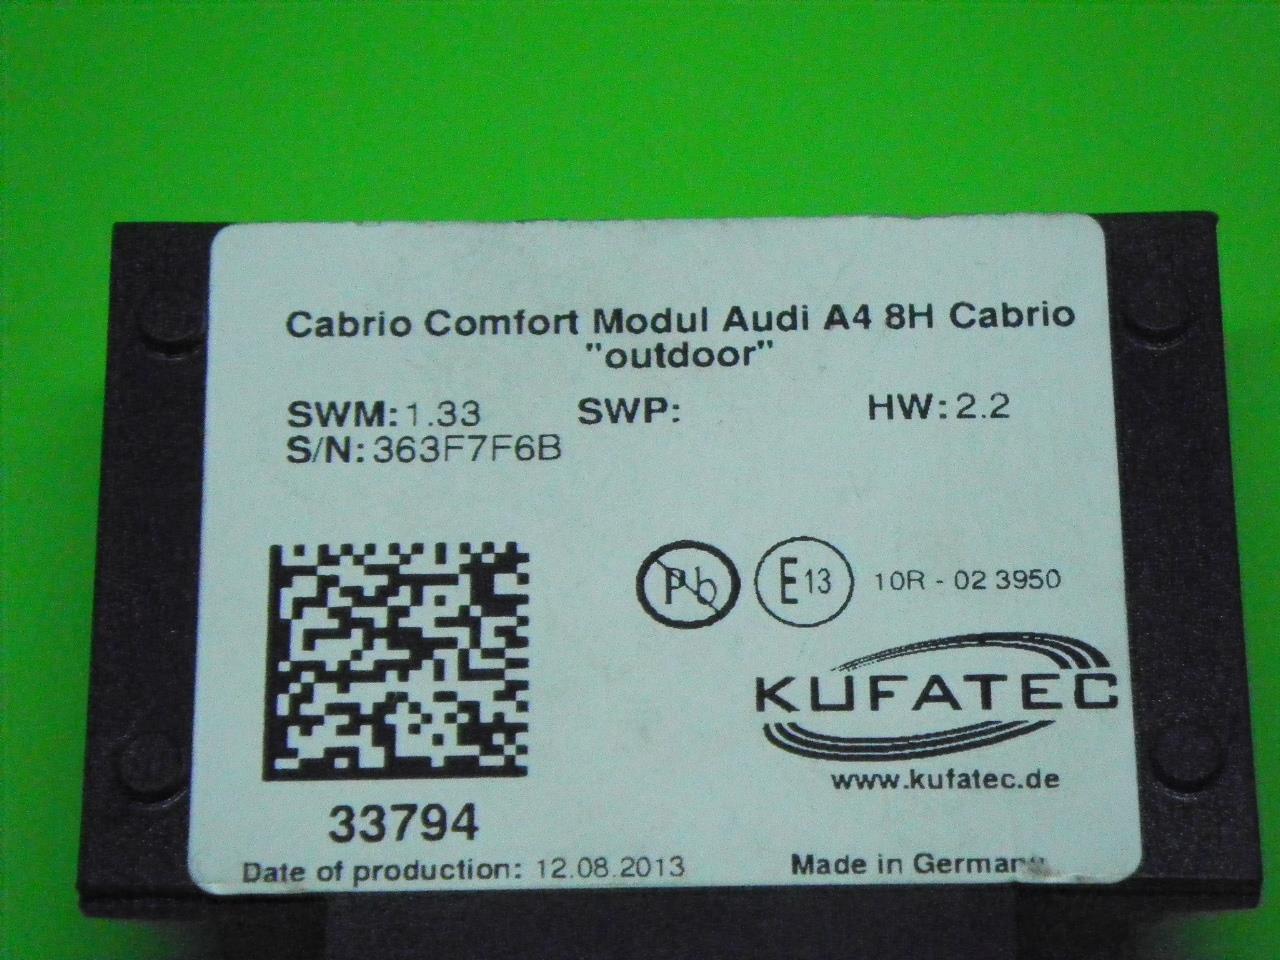 Cabrio Comfort Modul Audi A4 8H Cabrio
"outdoor"
SWM: 1.33 SWP: HW: 2.2
S/N: 363F7F6B
Pb E13 10R - 02 3950
KUFATEC
www.kufatec.de
33794
Date of production: 12.08.2013 Made in Germany